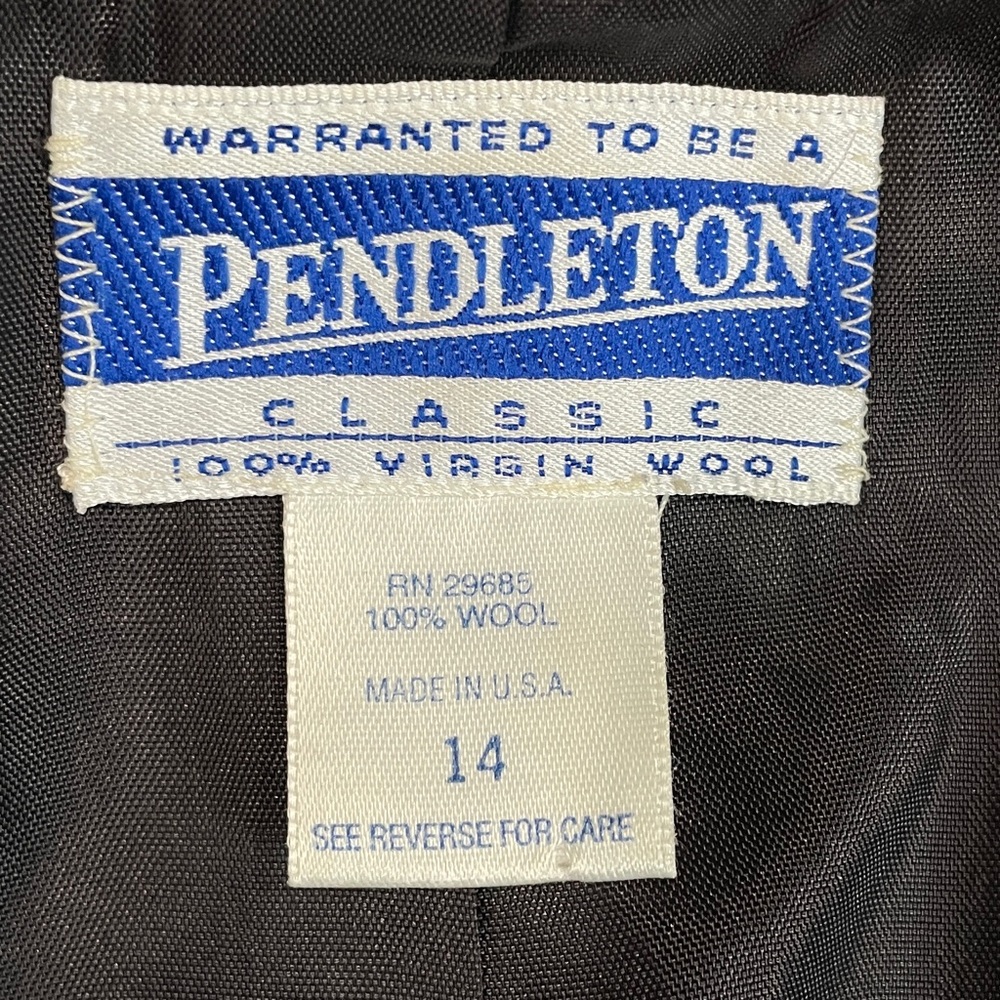 WARRANTED TO BE A
PENDLETON
CLASSIC
100% VIRGIN WOOL
RN 29685
100% WOOL
MADE IN U.S.A.
14
SEE REVERSE FOR CARE